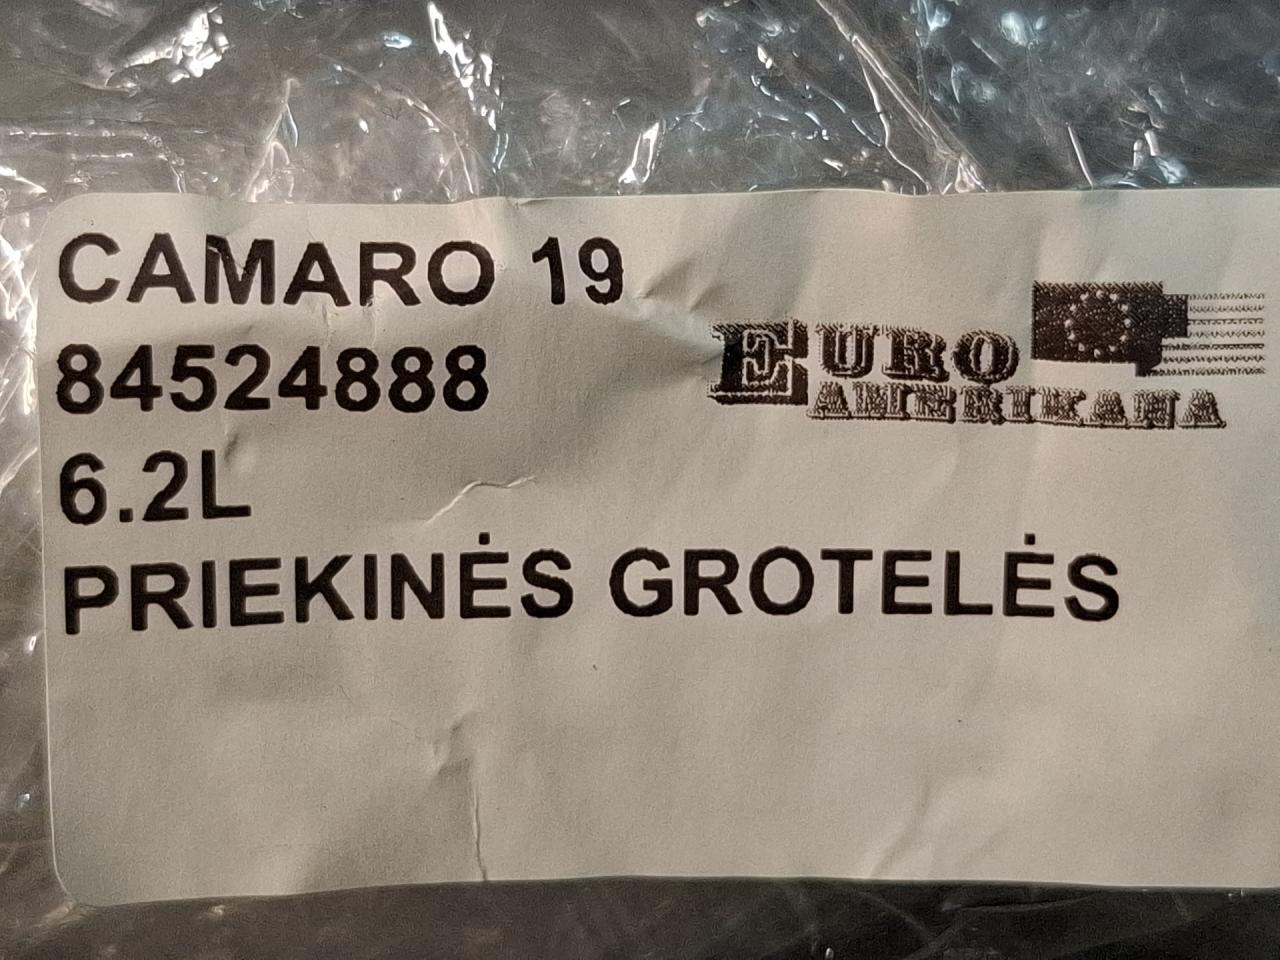 CAMARO 19
84524888
6.2L
PRIEKINĖS GROTELĖS
EURO
AMERIKANA